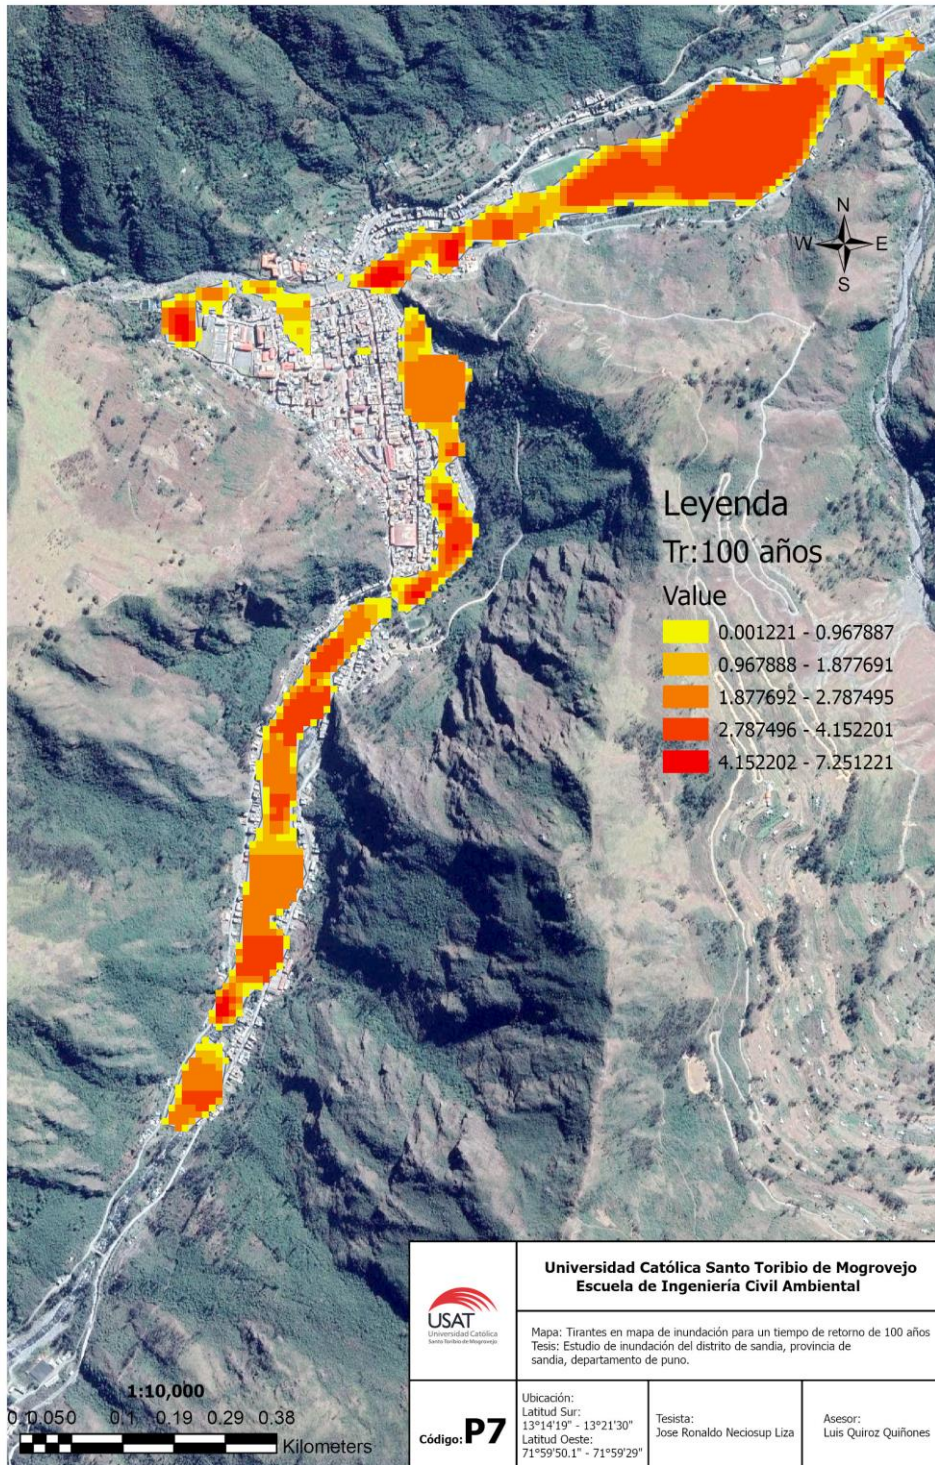 N
W E
S
Leyenda
Tr:100 años
Value
0.001221 - 0.967887
0.967888 - 1.877691
1.877692 - 2.787495
2.787496 - 4.152201
4.152202 - 7.251221
1:10,000
0 0.050 0.1 0.19 0.29 0.38
Kilometers
USAT
Universidad Católica
Santo Toribio de Mogrovejo
Universidad Católica Santo Toribio de Mogrovejo
Escuela de Ingeniería Civil Ambiental
Mapa: Tirantes en mapa de inundación para un tiempo de retorno de 100 años
Tesis: Estudio de inundación del distrito de sandia, provincia de
sandia, departamento de puno.
Código: P7
Ubicación:
Latitud Sur:
13°14'19" - 13°21'30"
Latitud Oeste:
71°59'50.1" - 71°59'29"
Tesista:
Jose Ronaldo Neciosup Liza
Asesor:
Luis Quiroz Quiñones